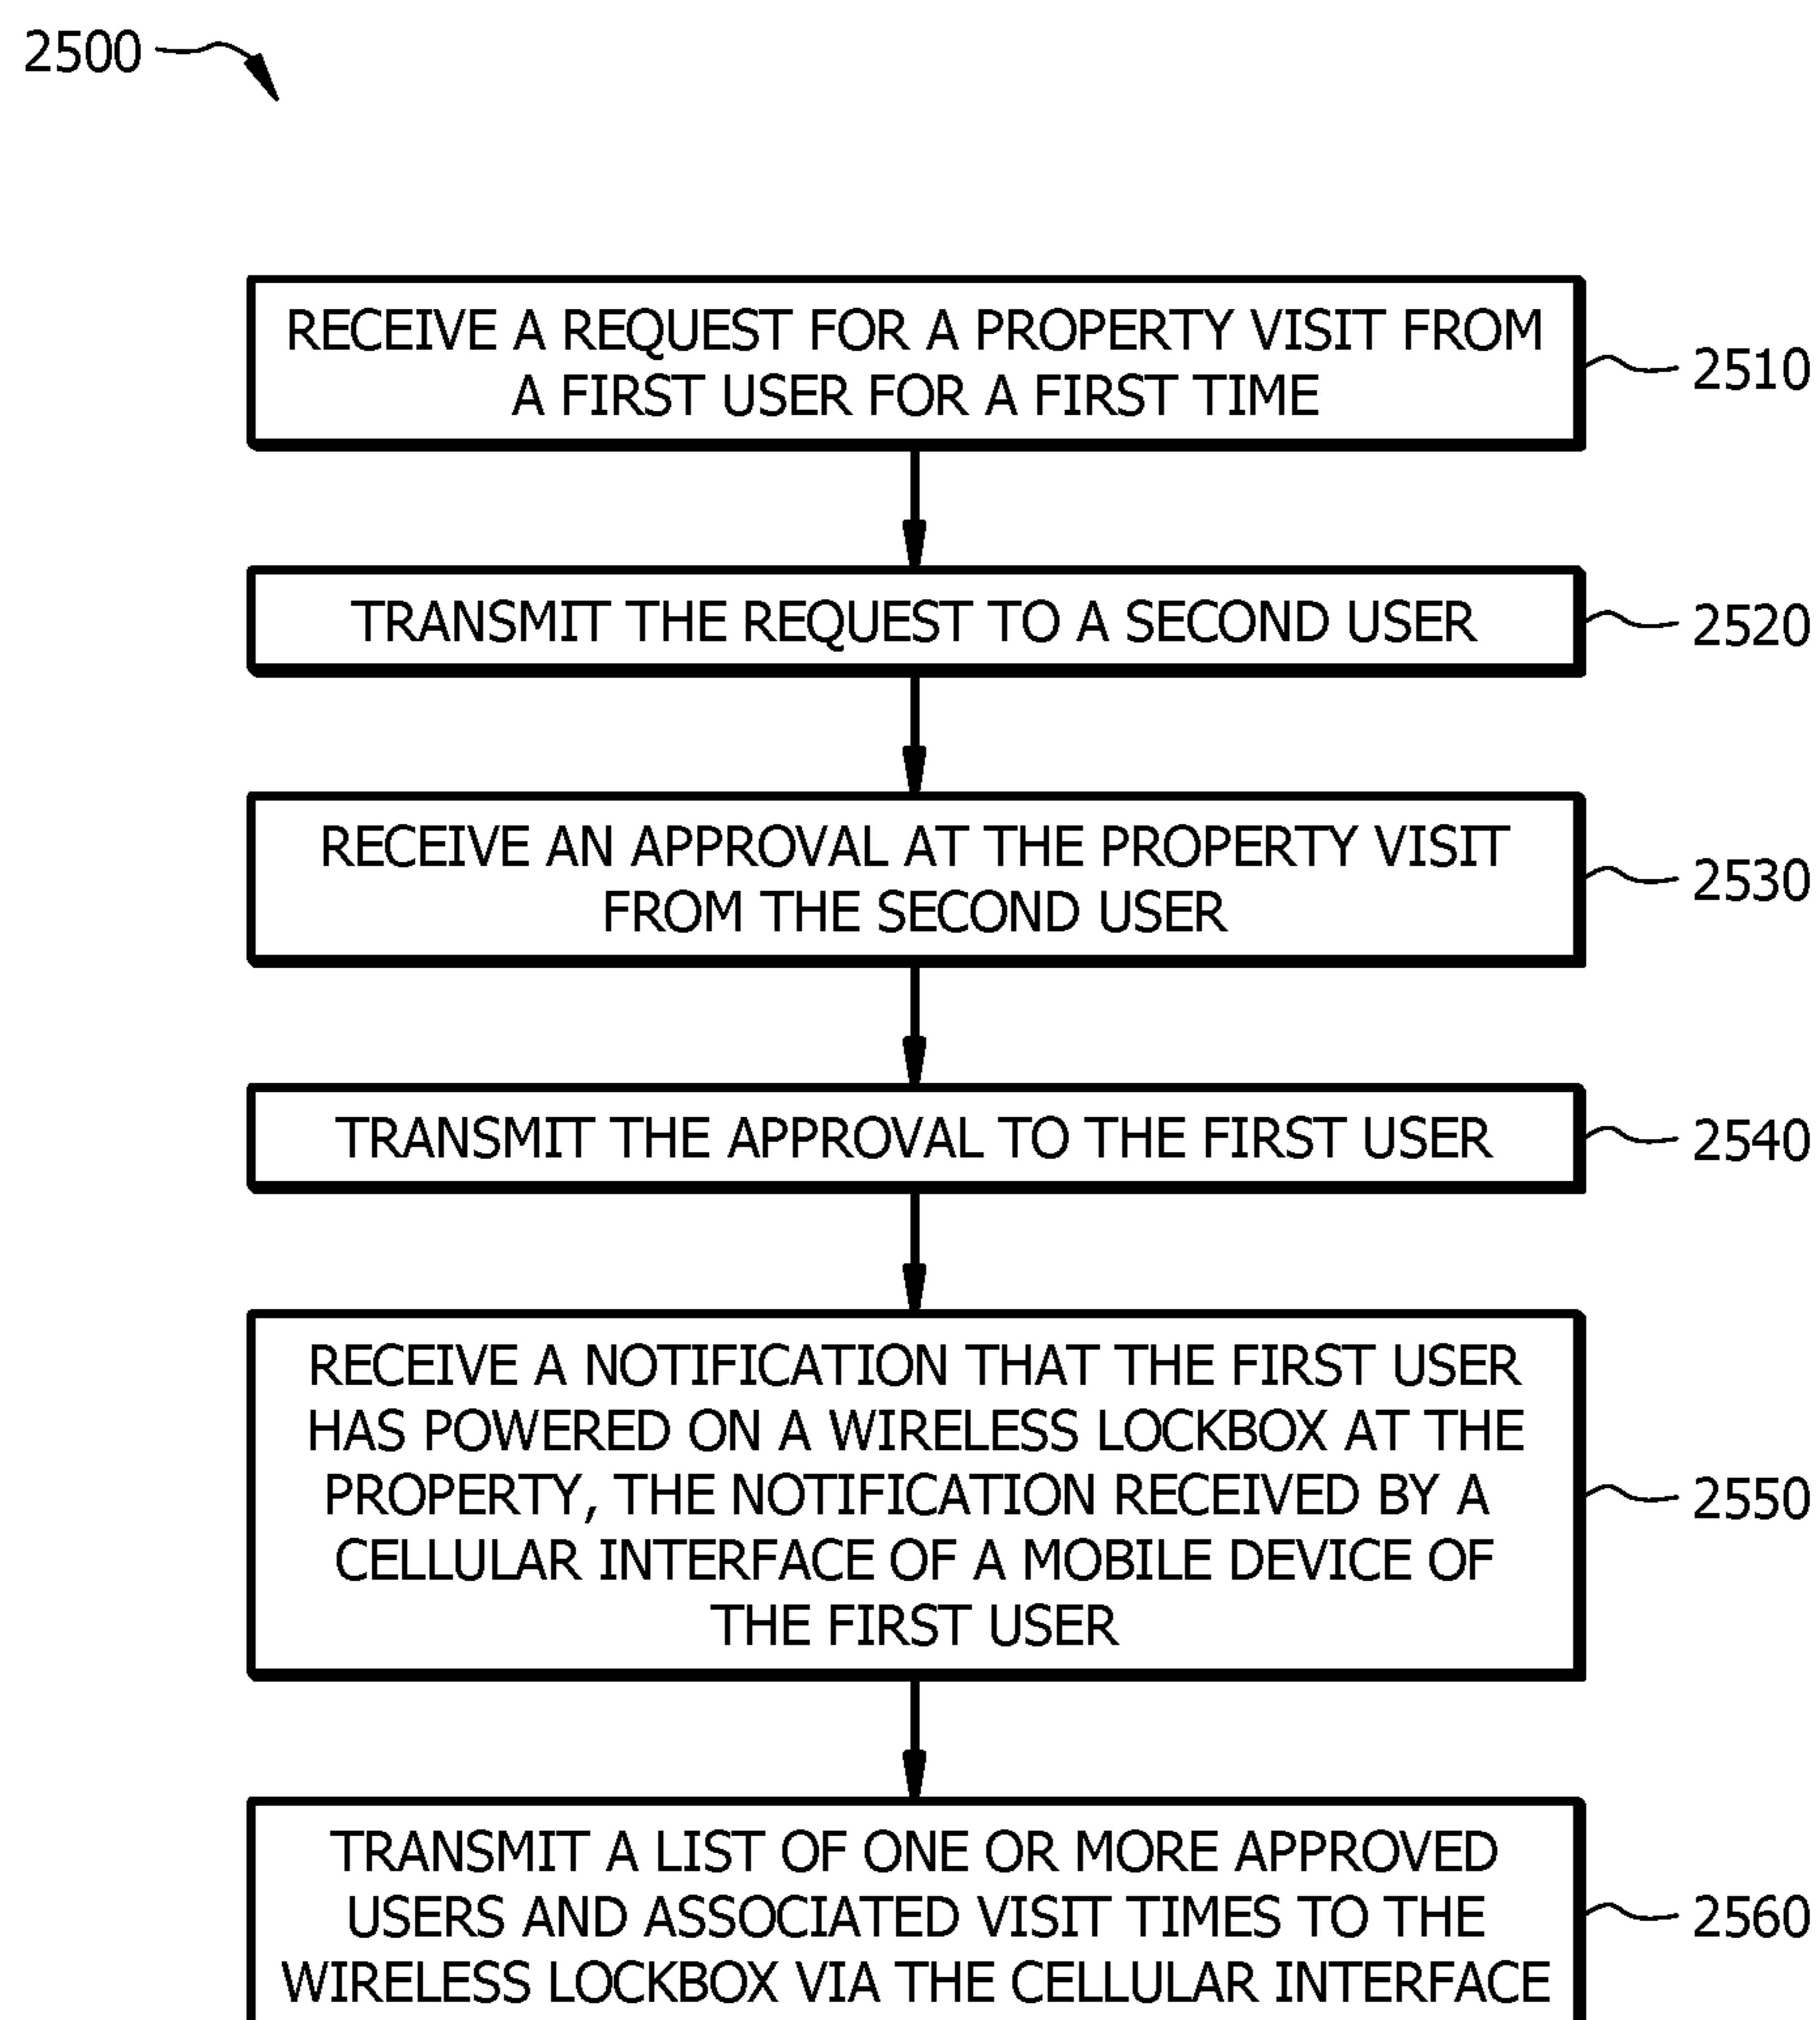 2500
RECEIVE A REQUEST FOR A PROPERTY VISIT FROM
A FIRST USER FOR A FIRST TIME
2510
TRANSMIT THE REQUEST TO A SECOND USER
2520
RECEIVE AN APPROVAL AT THE PROPERTY VISIT
FROM THE SECOND USER
2530
TRANSMIT THE APPROVAL TO THE FIRST USER
2540
RECEIVE A NOTIFICATION THAT THE FIRST USER
HAS POWERED ON A WIRELESS LOCKBOX AT THE
PROPERTY, THE NOTIFICATION RECEIVED BY A
CELLULAR INTERFACE OF A MOBILE DEVICE OF
THE FIRST USER
2550
TRANSMIT A LIST OF ONE OR MORE APPROVED
USERS AND ASSOCIATED VISIT TIMES TO THE
WIRELESS LOCKBOX VIA THE CELLULAR INTERFACE
2560